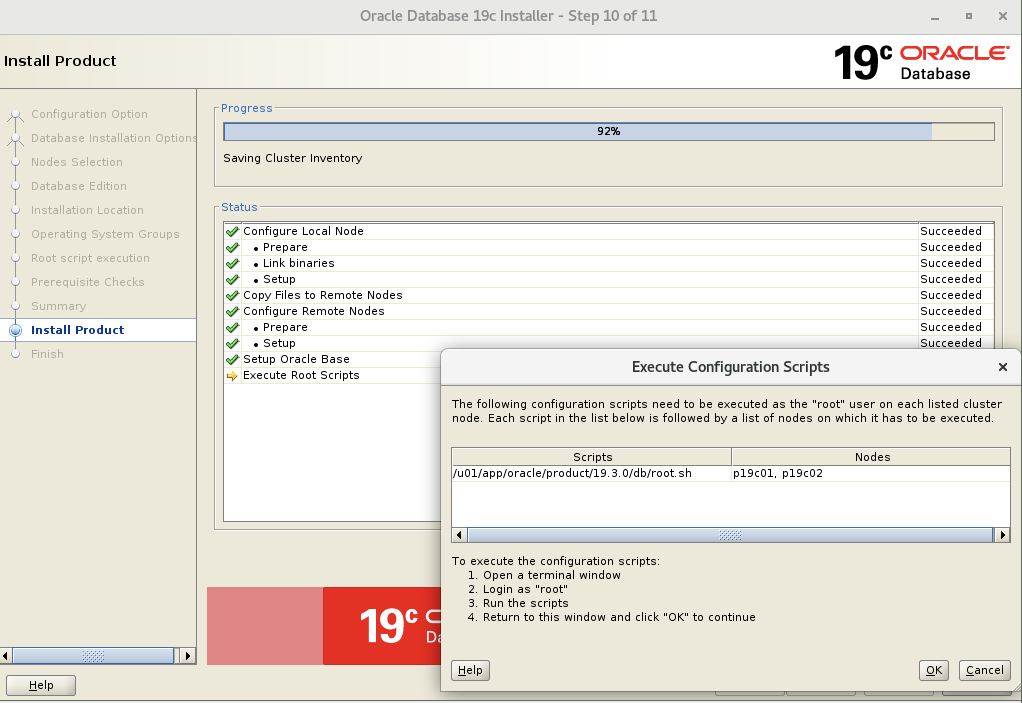 Oracle Database 19c Installer - Step 10 of 11
Install Product
19c ORACLE
Database
Configuration Option
Database Installation Options
Nodes Selection
Database Edition
Installation Location
Operating System Groups
Root script execution
Prerequisite Checks
Summary
Install Product
Finish
Help
Progress
92%
Saving Cluster Inventory
Status
Configure Local Node Succeeded
• Prepare Succeeded
• Link binaries Succeeded
• Setup Succeeded
Copy Files to Remote Nodes Succeeded
Configure Remote Nodes Succeeded
• Prepare Succeeded
• Setup Succeeded
Setup Oracle Base
Execute Root Scripts
19c
Da
Execute Configuration Scripts
The following configuration scripts need to be executed as the "root" user on each listed cluster
node. Each script in the list below is followed by a list of nodes on which it has to be executed.
Scripts Nodes
/u01/app/oracle/product/19.3.0/db/root.sh p19c01, p19c02
To execute the configuration scripts:
1. Open a terminal window
2. Login as "root"
3. Run the scripts
4. Return to this window and click "OK" to continue
Help OK Cancel